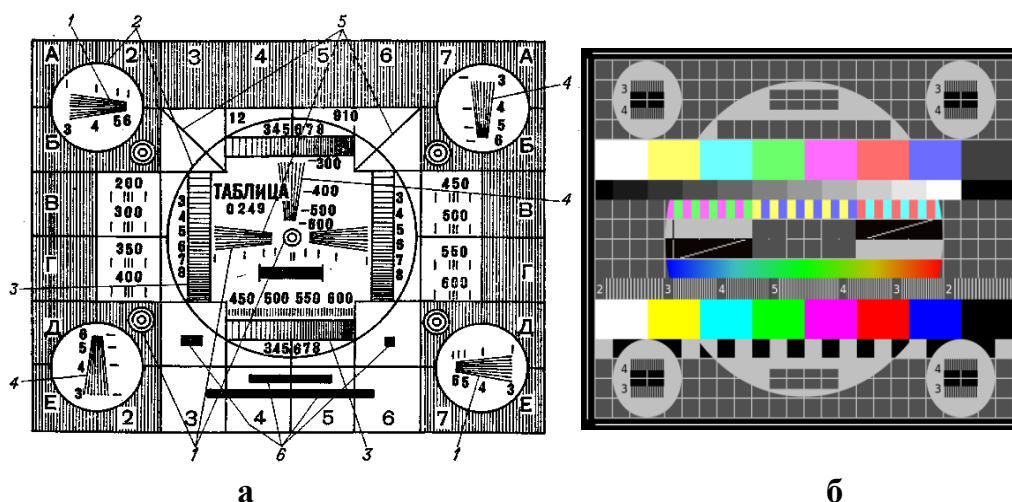 1 2 5
А 2 3 4 5 6 7 А
12 910
345678
3 4 56
3 4 5 6
4
Б Б
300
200 ТАБЛИЦА 400 450
В 300 0249 500 500 В
600
3 4 5 6 7 8
3 4 5 6 7 8
4
350 550
Г 400 600 Г
3
450 500 550 600
Д Д
345678
6 5 4 3
6 5 4 3
4
Е 2 3 4 5 6 7 Е
1 6 3 1
3 4
3 4
2 3 4 5 4 3 2
4 3
4 3
а б